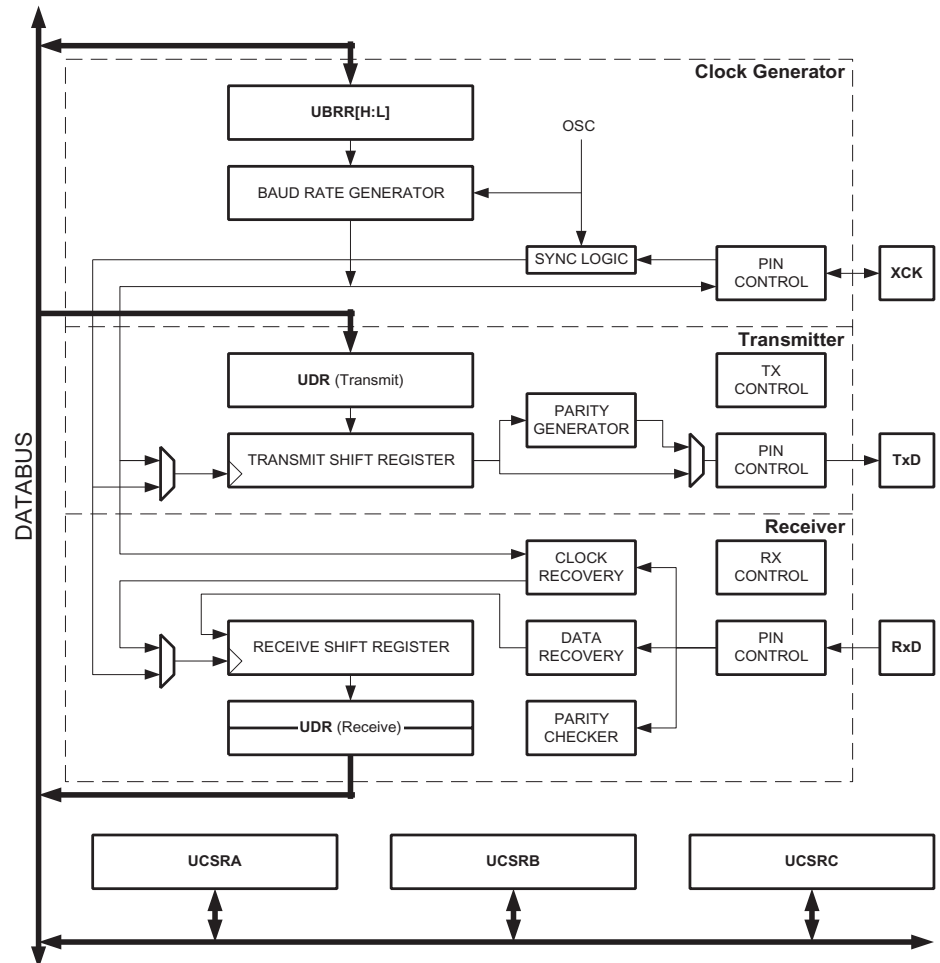 Clock Generator
UBRR[H:L]
OSC
BAUD RATE GENERATOR
SYNC LOGIC
PIN
CONTROL
XCK
Transmitter
UDR (Transmit)
TX
CONTROL
PARITY
GENERATOR
TRANSMIT SHIFT REGISTER
PIN
CONTROL
TxD
DATABUS
Receiver
CLOCK
RECOVERY
RX
CONTROL
RECEIVE SHIFT REGISTER
DATA
RECOVERY
PIN
CONTROL
RxD
UDR (Receive)
PARITY
CHECKER
UCSRA
UCSRB
UCSRC